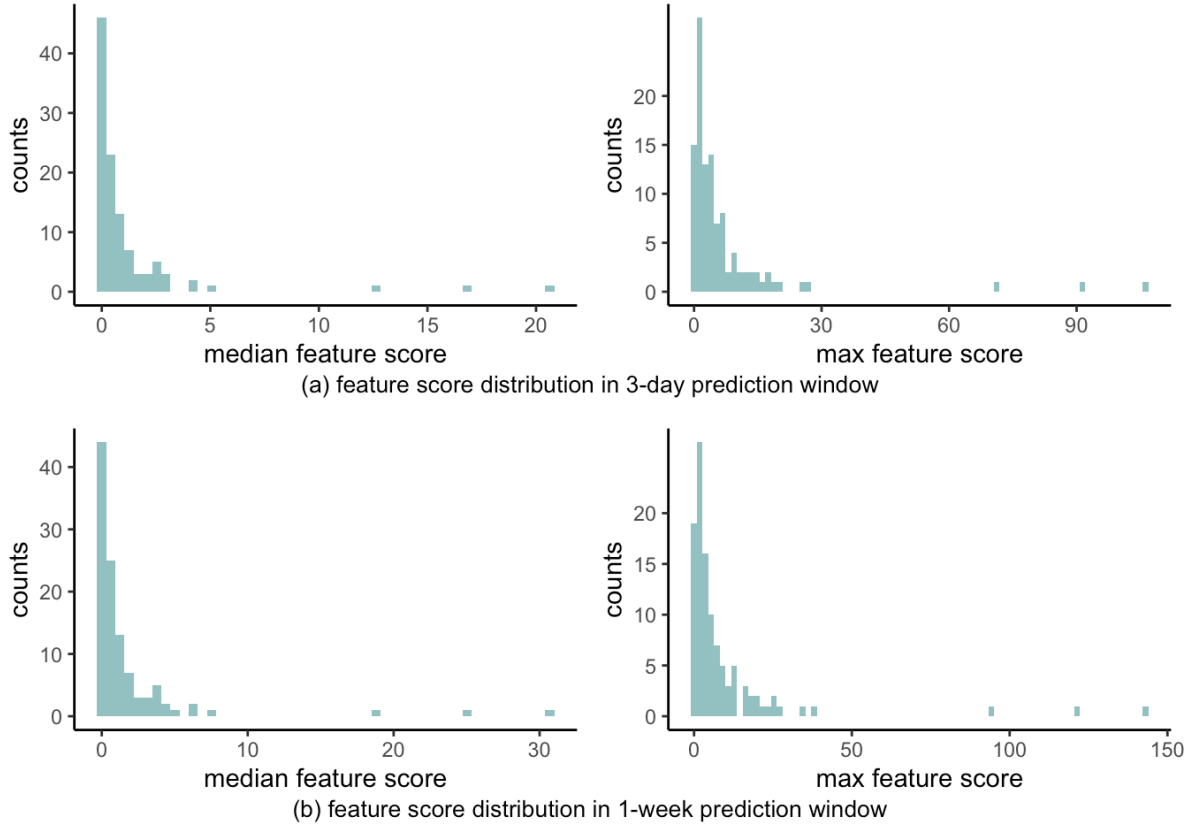 counts
40
30
20
10
0
0 5 10 15 20
median feature score
counts
20
15
10
5
0
0 30 60 90
max feature score
(a) feature score distribution in 3-day prediction window
counts
40
30
20
10
0
0 10 20 30
median feature score
counts
20
15
10
5
0
0 50 100 150
max feature score
(b) feature score distribution in 1-week prediction window